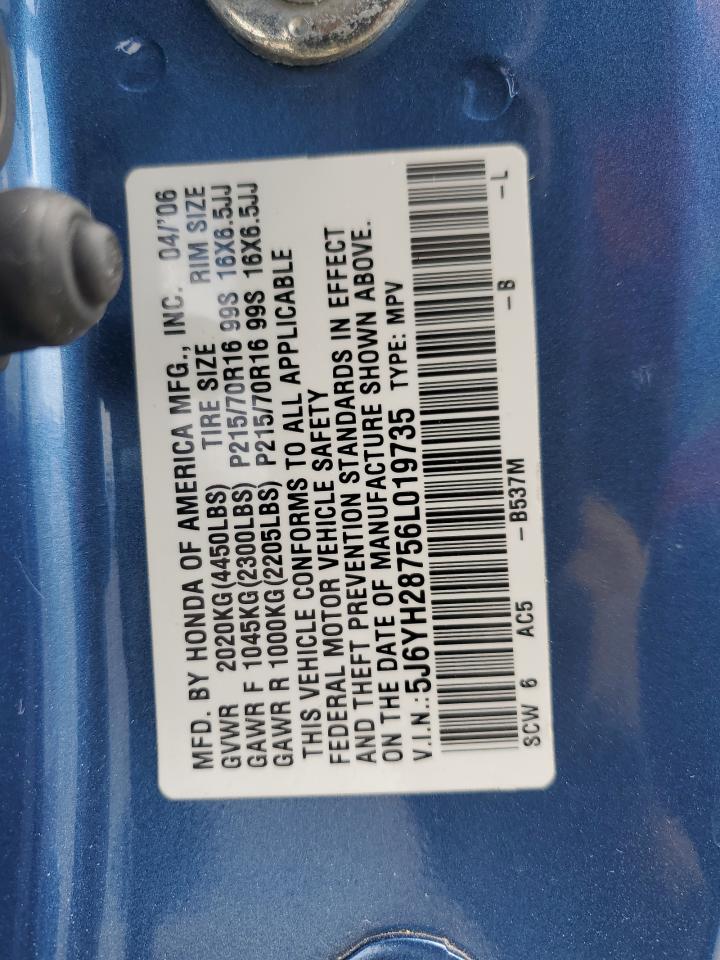 MFD. BY HONDA OF AMERICA MFG., INC. 04/'06
GVWR 2020KG(4450LBS) TIRE SIZE RIM SIZE
GAWR F 1045KG(2300LBS) P215/70R16 99S 16X6.5JJ
GAWR R 1000KG(2205LBS) P215/70R16 99S 16X6.5JJ
THIS VEHICLE CONFORMS TO ALL APPLICABLE
FEDERAL MOTOR VEHICLE SAFETY
AND THEFT PREVENTION STANDARDS IN EFFECT
ON THE DATE OF MANUFACTURE SHOWN ABOVE.
V.I.N.:5J6YH28756L019735 TYPE: MPV
SCW 6 AC5 -B537M -B -L